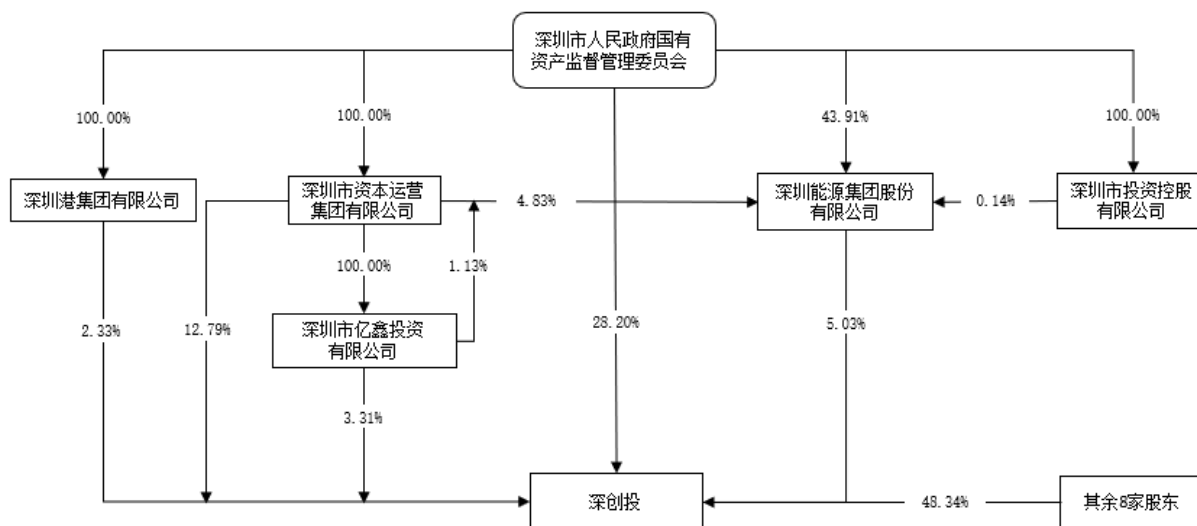 深圳市人民政府国有
资产监督管理委员会
100.00%
100.00%
43.91%
100.00%
深圳港集团有限公司
深圳市资本运营
集团有限公司
4.83%
深圳能源集团股份
有限公司
0.14%
深圳市投资控股
有限公司
100.00%
1.13%
2.33%
12.79%
深圳市亿鑫投资
有限公司
28.20%
5.03%
3.31%
深创投
48.34%
其余8家股东